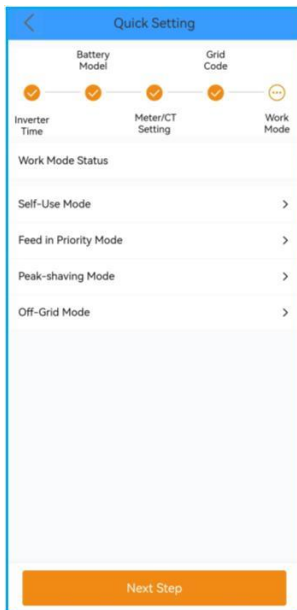 Quick Setting
Battery
Model
Grid
Code
Inverter
Time
Meter/CT
Setting
Work
Mode
Work Mode Status
Self-Use Mode
Feed in Priority Mode
Peak-shaving Mode
Off-Grid Mode
Next Step